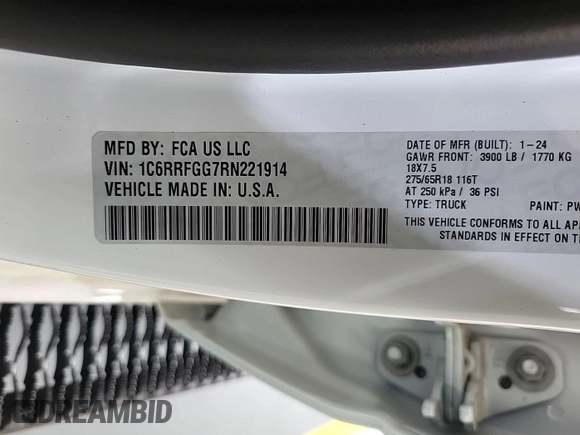 MFD BY: FCA US LLC
VIN: 1C6RRFGG7RN221914
VEHICLE MADE IN: U.S.A.
DATE OF MFR (BUILT): 1-24
GAWR FRONT: 3900 LB / 1770 KG
18X7.5
275/65R18 116T
AT 250 kPa / 36 PSI
TYPE: TRUCK PAINT: PW
THIS VEHICLE CONFORMS TO ALL APP
STANDARDS IN EFFECT ON T
DREAMBID